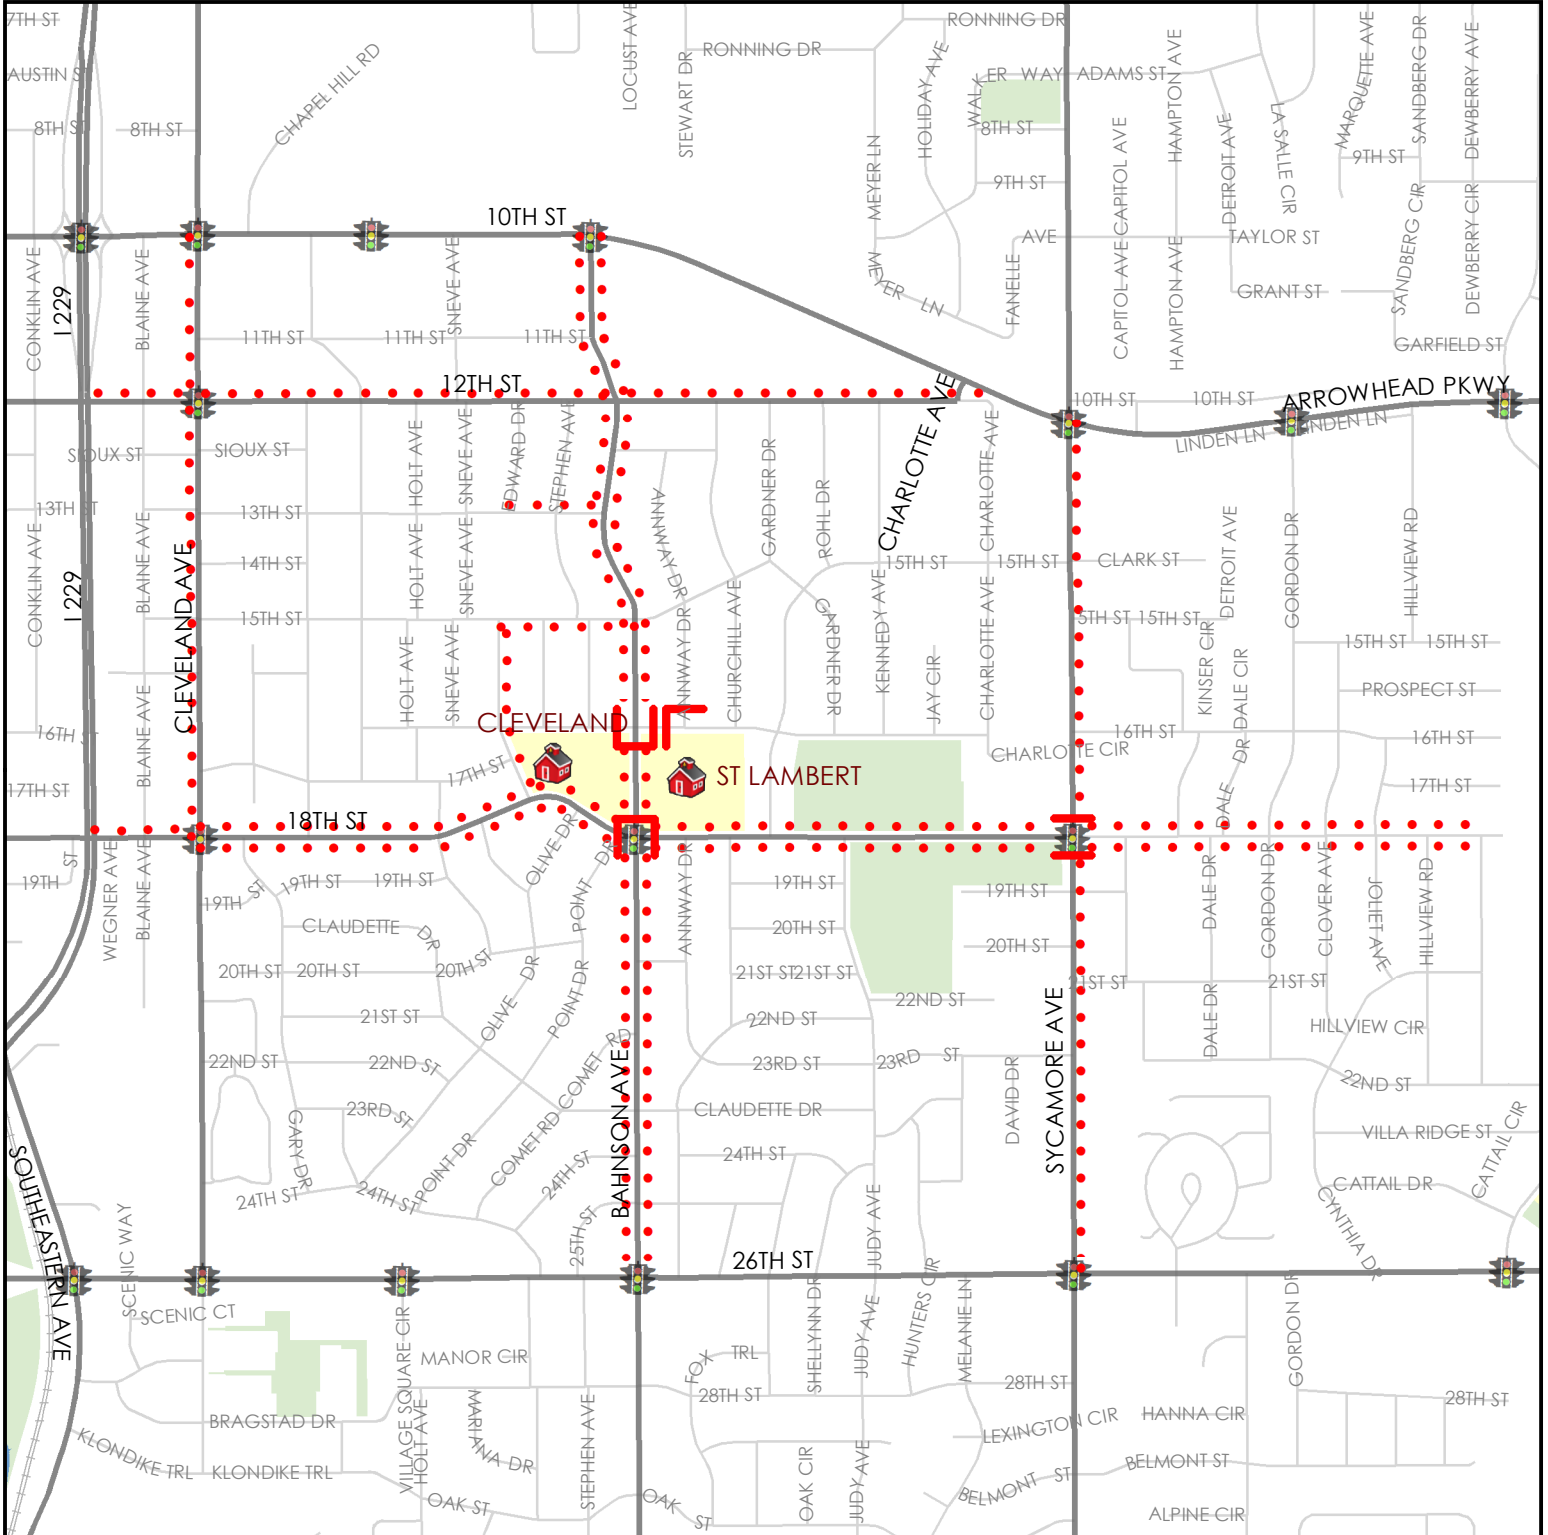 7TH ST
LOCUST AVE
RONNING DR
RONNING DR
STEWART DR
HOLIDAY AVE
HAMPTON AVE
MARQUETTE AVE
SANDBERG DR
DEWBERRY AVE
AUSTIN ST
CHAPEL HILL RD
WALKER WAY
ADAMS ST
8TH ST
8TH ST
8TH ST
MEYER LN
CAPITOL AVE
CAPITOL AVE
DETROIT AVE
LA SALLE CIR
9TH ST
9TH ST
10TH ST
AVE
FANELLE
TAYLOR ST
SANDBERG CIR
DEWBERRY CIR
CONKLIN AVE
I 229
BLAINE AVE
SNEVE AVE
MEYER LN
HAMPTON AVE
GRANT ST
11TH ST
11TH ST
11TH ST
GARFIELD ST
12TH ST
CHARLOTTE AVE
10TH ST
10TH ST
ARROWHEAD PKWY
LINDEN LN
LINDEN LN
SIOUX ST
SIOUX ST
HOLT AVE
SNEVE AVE
EDWARD DR
STEPHEN AVE
GARDNER DR
ROHL DR
CHARLOTTE AVE
13TH ST
13TH ST
ANNWAY DR
DETROIT AVE
GORDON DR
HILLVIEW RD
CONKLIN AVE
I 229
BLAINE AVE
CLEVELAND AVE
14TH ST
HOLT AVE
SNEVE AVE
15TH ST
15TH ST
CLARK ST
15TH ST
ANNWAY DR
CHURCHILL AVE
GARDNER DR
KENNEDY AVE
CHARLOTTE AVE
5TH ST
15TH ST
15TH ST
15TH ST
HOLT AVE
SNEVE AVE
ANNWAY DR
JAY CIR
KINSER CIR
DALE CIR
PROSPECT ST
BLAINE AVE
16TH ST
CLEVELAND
16TH ST
16TH ST
CHARLOTTE CIR
DALE DR
17TH ST
17TH ST
ST LAMBERT
17TH ST
18TH ST
OLIVE DR
POINT DR
19TH ST
WEGNER AVE
BLAINE AVE
19TH ST
19TH ST
19TH ST
ANNWAY DR
19TH ST
19TH ST
DALE DR
GORDON DR
CLOVER AVE
JOLIET AVE
HILLVIEW RD
CLAUDETTE DR
20TH ST
20TH ST
20TH ST
20TH ST
20TH ST
OLIVE DR
POINT DR
21ST ST
21ST ST
21ST ST
21ST ST
21ST ST
22ND ST
22ND ST
SYCAMORE AVE
DALE DR
HILLVIEW CIR
22ND ST
22ND ST
COMET RD
23RD ST
23RD ST
DAVID DR
22ND ST
GARY DR
23RD ST
COMET RD
BAHNSON AVE
CLAUDETTE DR
VILLA RIDGE ST
CATTAIL CIR
SOUTHEASTERN AVE
24TH ST
24TH ST
POINT DR
24TH ST
24TH ST
CATTAIL DR
CYNTHIA DR
SCENIC WAY
25TH ST
26TH ST
JUDY AVE
HUNTERS CIR
SCENIC CT
VILLAGE SQUARE CIR
MANOR CIR
FOX TRL
SHELLYNN DR
JUDY AVE
MELANIE LN
GORDON DR
28TH ST
28TH ST
28TH ST
BRAGSTAD DR
HOLT AVE
MARIANA DR
STEPHEN AVE
LEXINGTON CIR
HANNA CIR
KLONDIKE TRL
KLONDIKE TRL
OAK ST
OAK ST
OAK CIR
JUDY AVE
BELMONT ST
BELMONT ST
ALPINE CIR